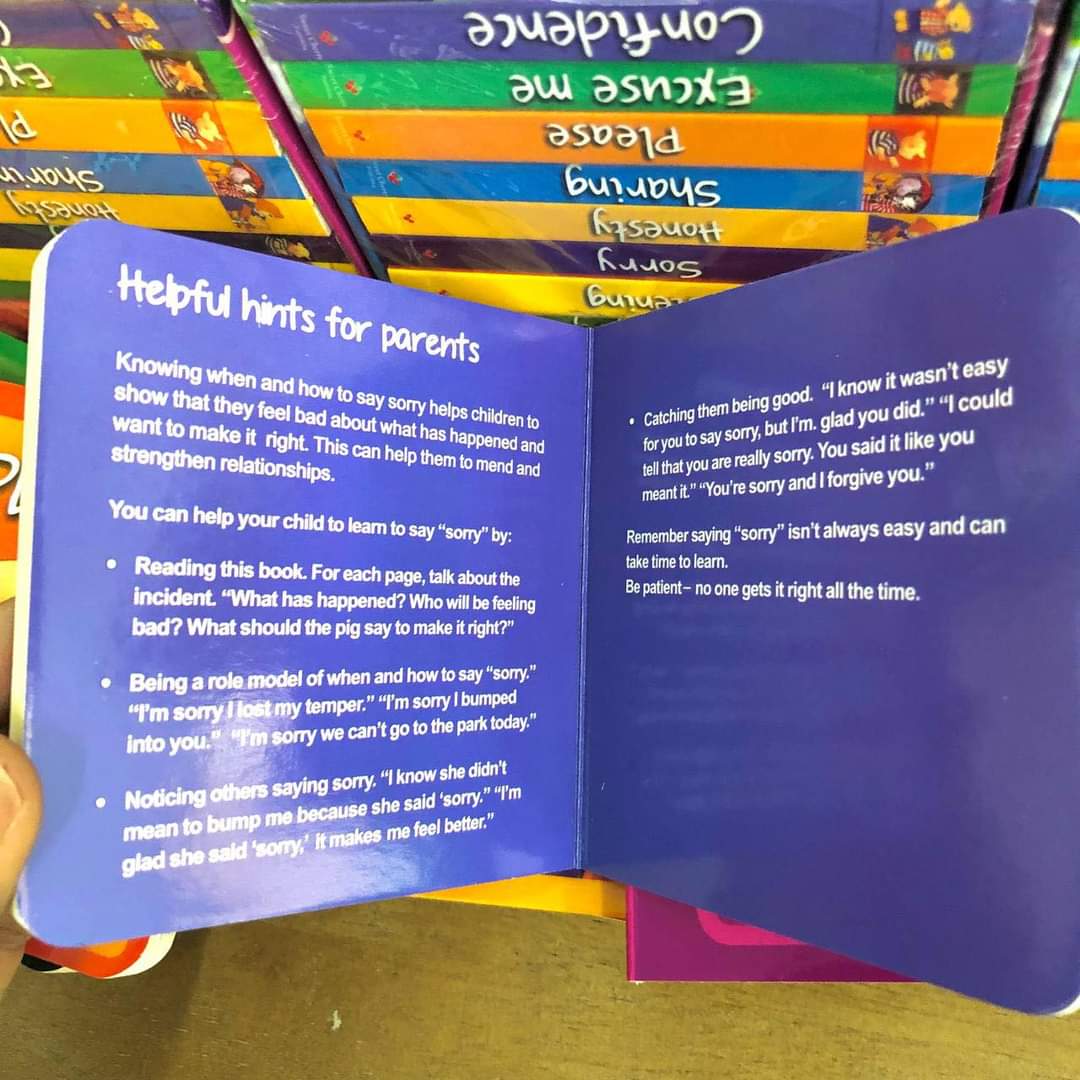 Confidence
Excuse me
Please
Sharing
Honesty
Sorry
Helpful hints for parents
Knowing when and how to say sorry helps children to
show that they feel bad about what has happened and
want to make it right. This can help them to mend and
strengthen relationships.
You can help your child to learn to say “sorry” by:
• Reading this book. For each page, talk about the
incident. “What has happened? Who will be feeling
bad? What should the pig say to make it right?”
• Being a role model of when and how to say “sorry.”
“I’m sorry I lost my temper.” “I’m sorry I bumped
into you.” “I’m sorry we can’t go to the park today.”
• Noticing others saying sorry. “I know she didn’t
mean to bump me because she said ‘sorry.” “I’m
glad she said ‘sorry,’ it makes me feel better.”
• Catching them being good. “I know it wasn’t easy
for you to say sorry, but I’m. glad you did.” “I could
tell that you are really sorry. You said it like you
meant it.” “You’re sorry and I forgive you.”
Remember saying “sorry” isn’t always easy and can
take time to learn.
Be patient– no one gets it right all the time.